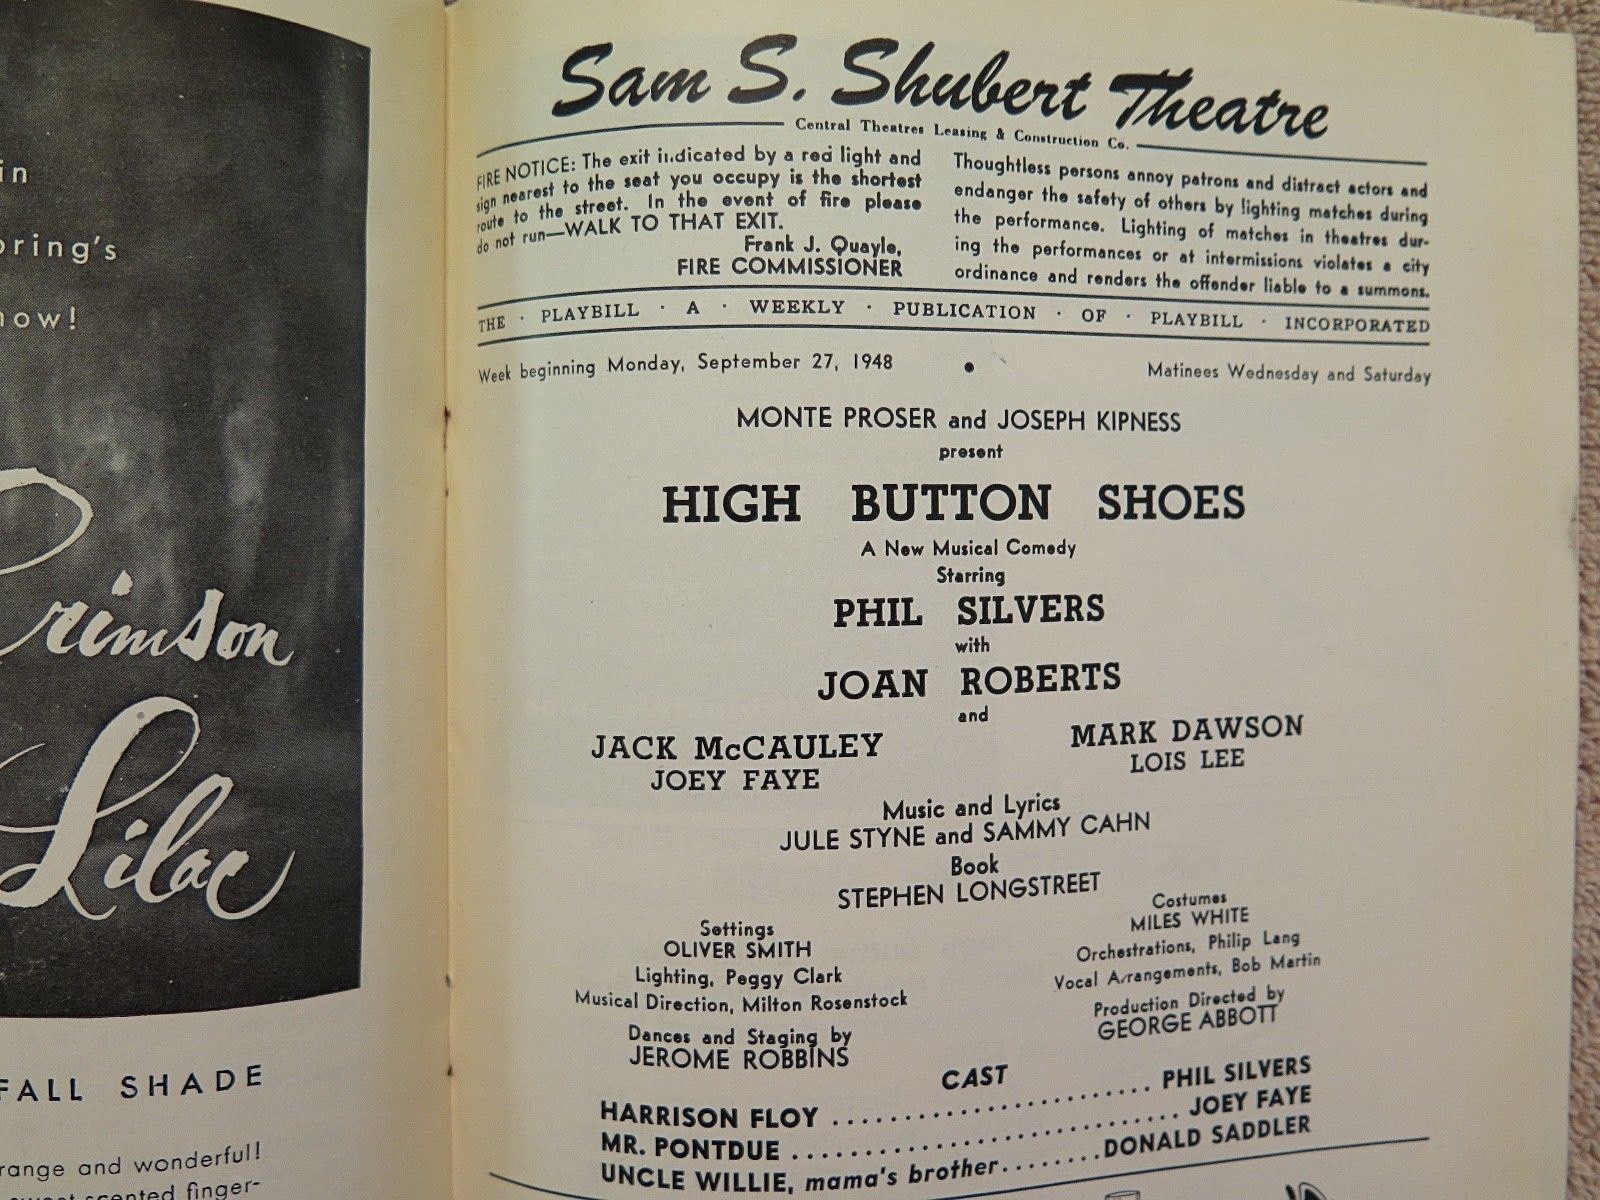 in
now!
Crimson
Lilac
FALL SHADE
and wonderful!
scented finger-
Sam S. Shubert Theatre
Central Theatres Leasing & Construction Co.
FIRE NOTICE: The exit indicated by a red light and
sign nearest to the seat you occupy is the shortest
route to the street. In the event of fire please
do not run—WALK TO THAT EXIT.
Frank J. Quayle,
FIRE COMMISSIONER
Thoughtless persons annoy patrons and distract actors and
endanger the safety of others by lighting matches during
the performance. Lighting of matches in theatres dur-
ing the performances or at intermissions violates a city
ordinance and renders the offender liable to a summons.
THE · PLAYBILL · A · WEEKLY · PUBLICATION · OF · PLAYBILL · INCORPORATED
Week beginning Monday, September 27, 1948 • Matinees Wednesday and Saturday
MONTE PROSER and JOSEPH KIPNESS
present
HIGH BUTTON SHOES
A New Musical Comedy
Starring
PHIL SILVERS
with
JOAN ROBERTS
and
JACK McCAULEY
JOEY FAYE
MARK DAWSON
LOIS LEE
Music and Lyrics
JULE STYNE and SAMMY CAHN
Book
STEPHEN LONGSTREET
Settings
OLIVER SMITH
Lighting, Peggy Clark
Musical Direction, Milton Rosenstock
Dances and Staging by
JEROME ROBBINS
Costumes
MILES WHITE
Orchestrations, Philip Lang
Vocal Arrangements, Bob Martin
Production Directed by
GEORGE ABBOTT
CAST
HARRISON FLOY ........................ PHIL SILVERS
MR. PONTDUE ............................ JOEY FAYE
UNCLE WILLIE, mama's brother........DONALD SADDLER